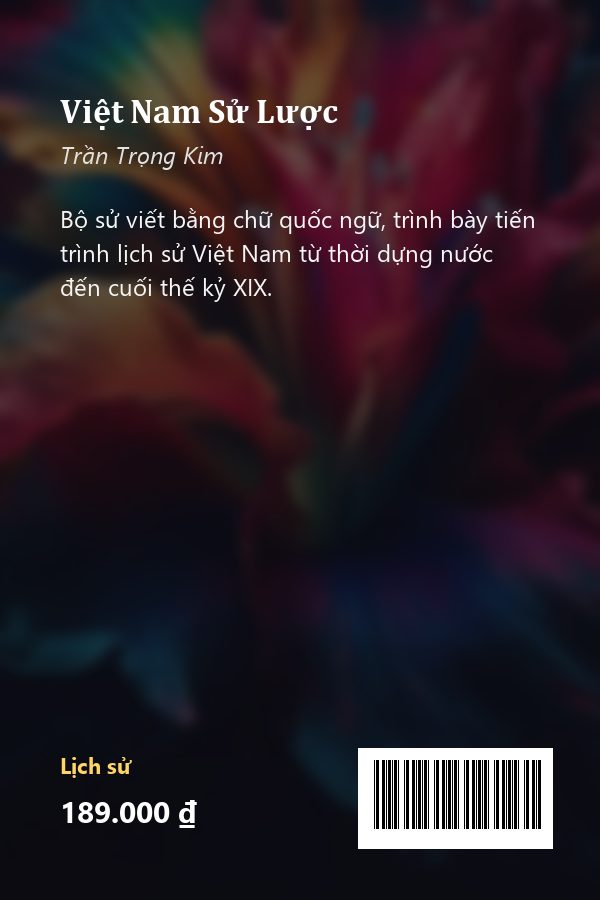 Việt Nam Sử Lược
Trần Trọng Kim
Bộ sử viết bằng chữ quốc ngữ, trình bày tiến
trình lịch sử Việt Nam từ thời dựng nước
đến cuối thế kỷ XIX.
Lịch sử
189.000 ₫